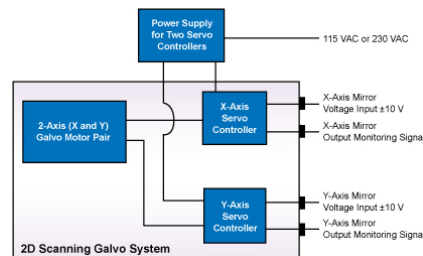 Power Supply
for Two Servo
Controllers
115 VAC or 230 VAC
X-Axis
Servo
Controller
X-Axis Mirror
Voltage Input ±10 V
X-Axis Mirror
Output Monitoring Signa
2-Axis (X and Y)
Galvo Motor Pair
Y-Axis
Servo
Controller
Y-Axis Mirror
Voltage Input ±10 V
Y-Axis Mirror
Output Monitoring Signa
2D Scanning Galvo System